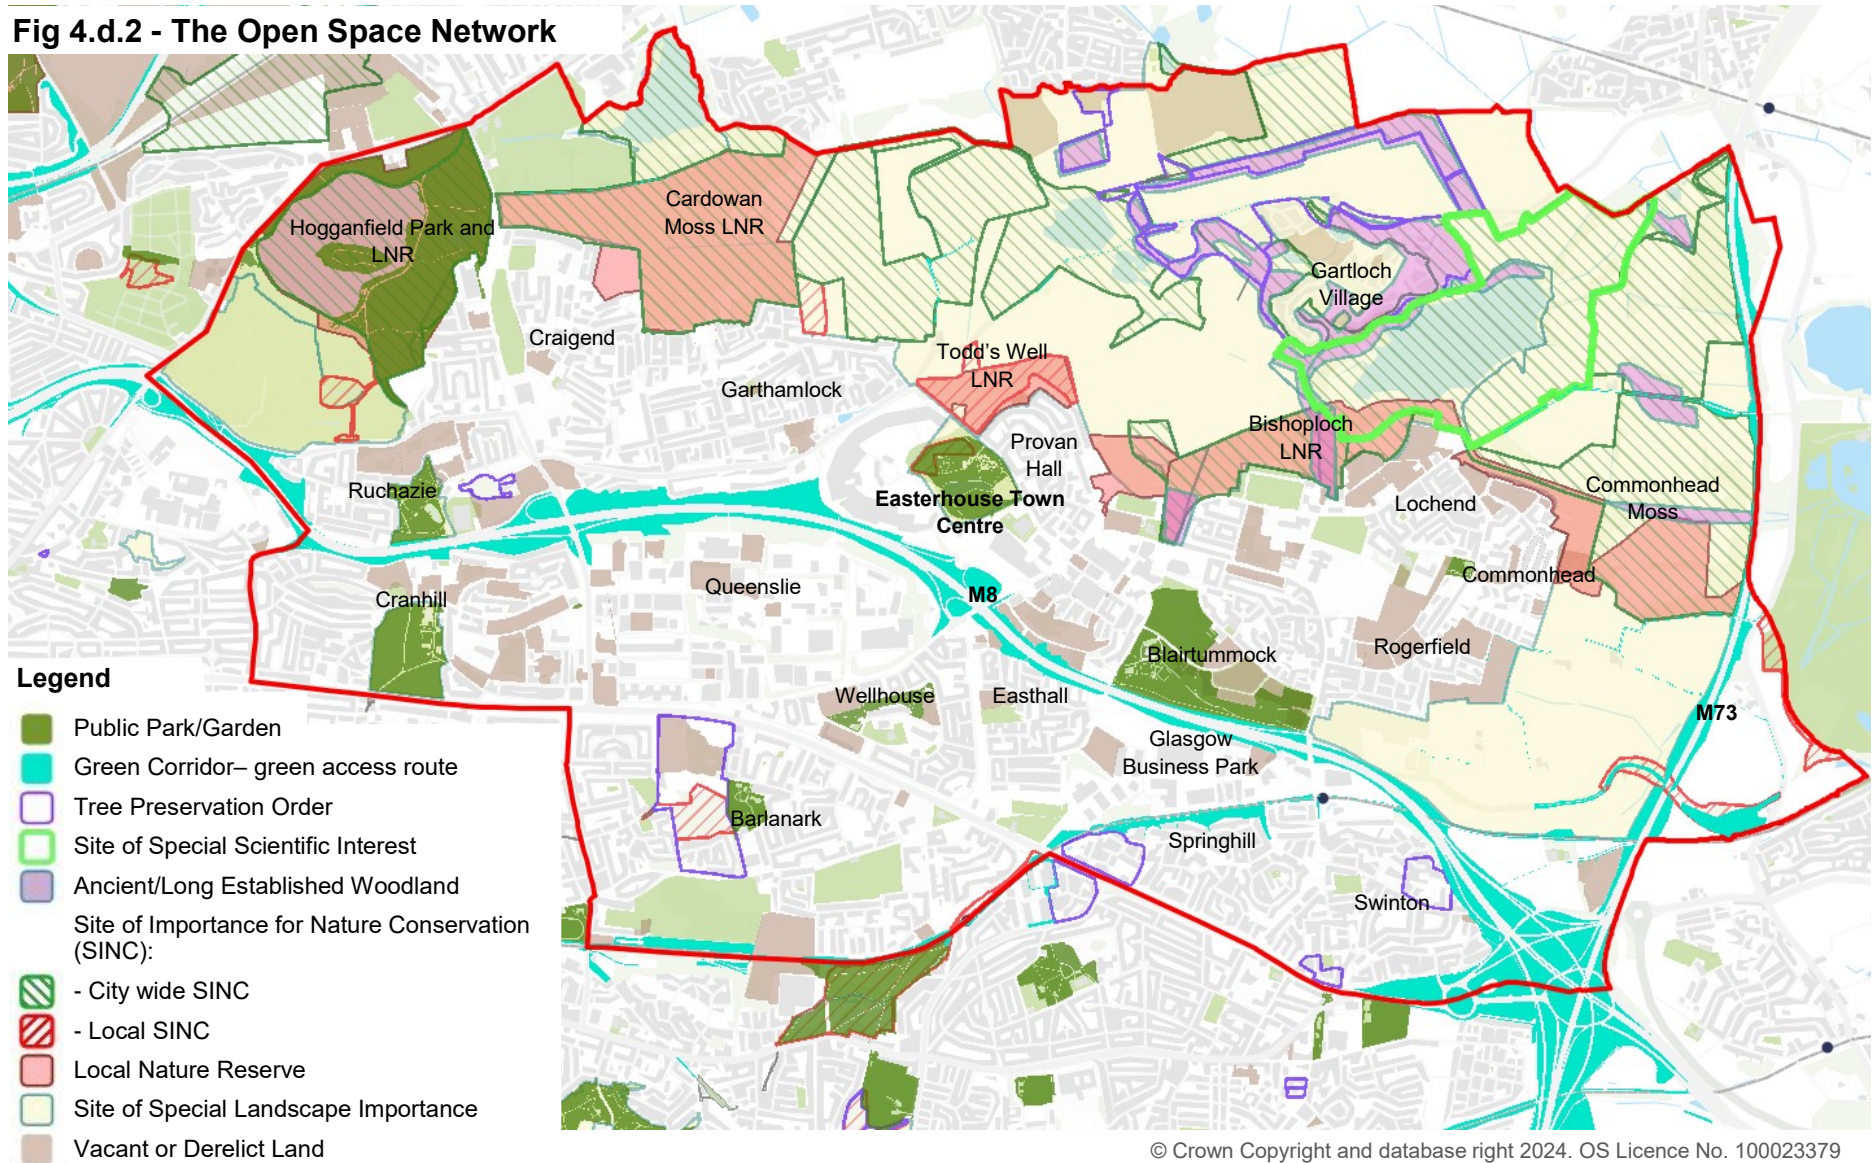 Fig 4.d.2 - The Open Space Network
Hogganfield Park and
LNR
Cardowan
Moss LNR
Gartloch
Village
Craigend
Garthamlock
Todd's Well
LNR
Bishoploch
LNR
Provan
Hall
Easterhouse Town
Centre
Ruchazie
Lochend
Commonhead
Moss
Commonhead
Queenslie
M8
Cranhill
Rogerfield
Blairtummock
Wellhouse
Easthall
M73
Glasgow
Business Park
Barlanark
Springhill
Swinton
Legend
Public Park/Garden
Green Corridor– green access route
Tree Preservation Order
Site of Special Scientific Interest
Ancient/Long Established Woodland
Site of Importance for Nature Conservation
(SINC):
- City wide SINC
- Local SINC
Local Nature Reserve
Site of Special Landscape Importance
Vacant or Derelict Land
© Crown Copyright and database right 2024. OS Licence No. 100023379